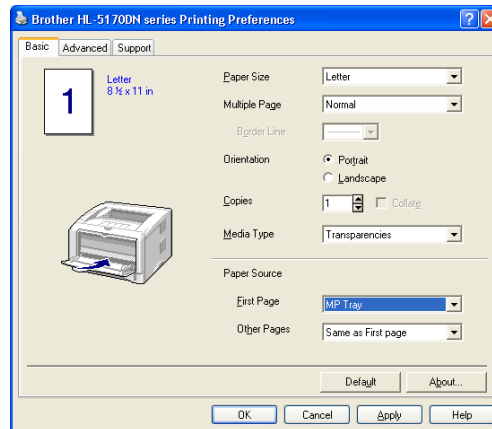 Brother HL-5170DN series Printing Preferences
Basic Advanced Support
1
Letter
8 ½ x 11 in
Paper Size Letter
Multiple Page Normal
Border Line
Orientation Portrait
Landscape
Copies 1 Collate
Media Type Transparencies
Paper Source
First Page MP Tray
Other Pages Same as First page
Default About...
OK Cancel Apply Help